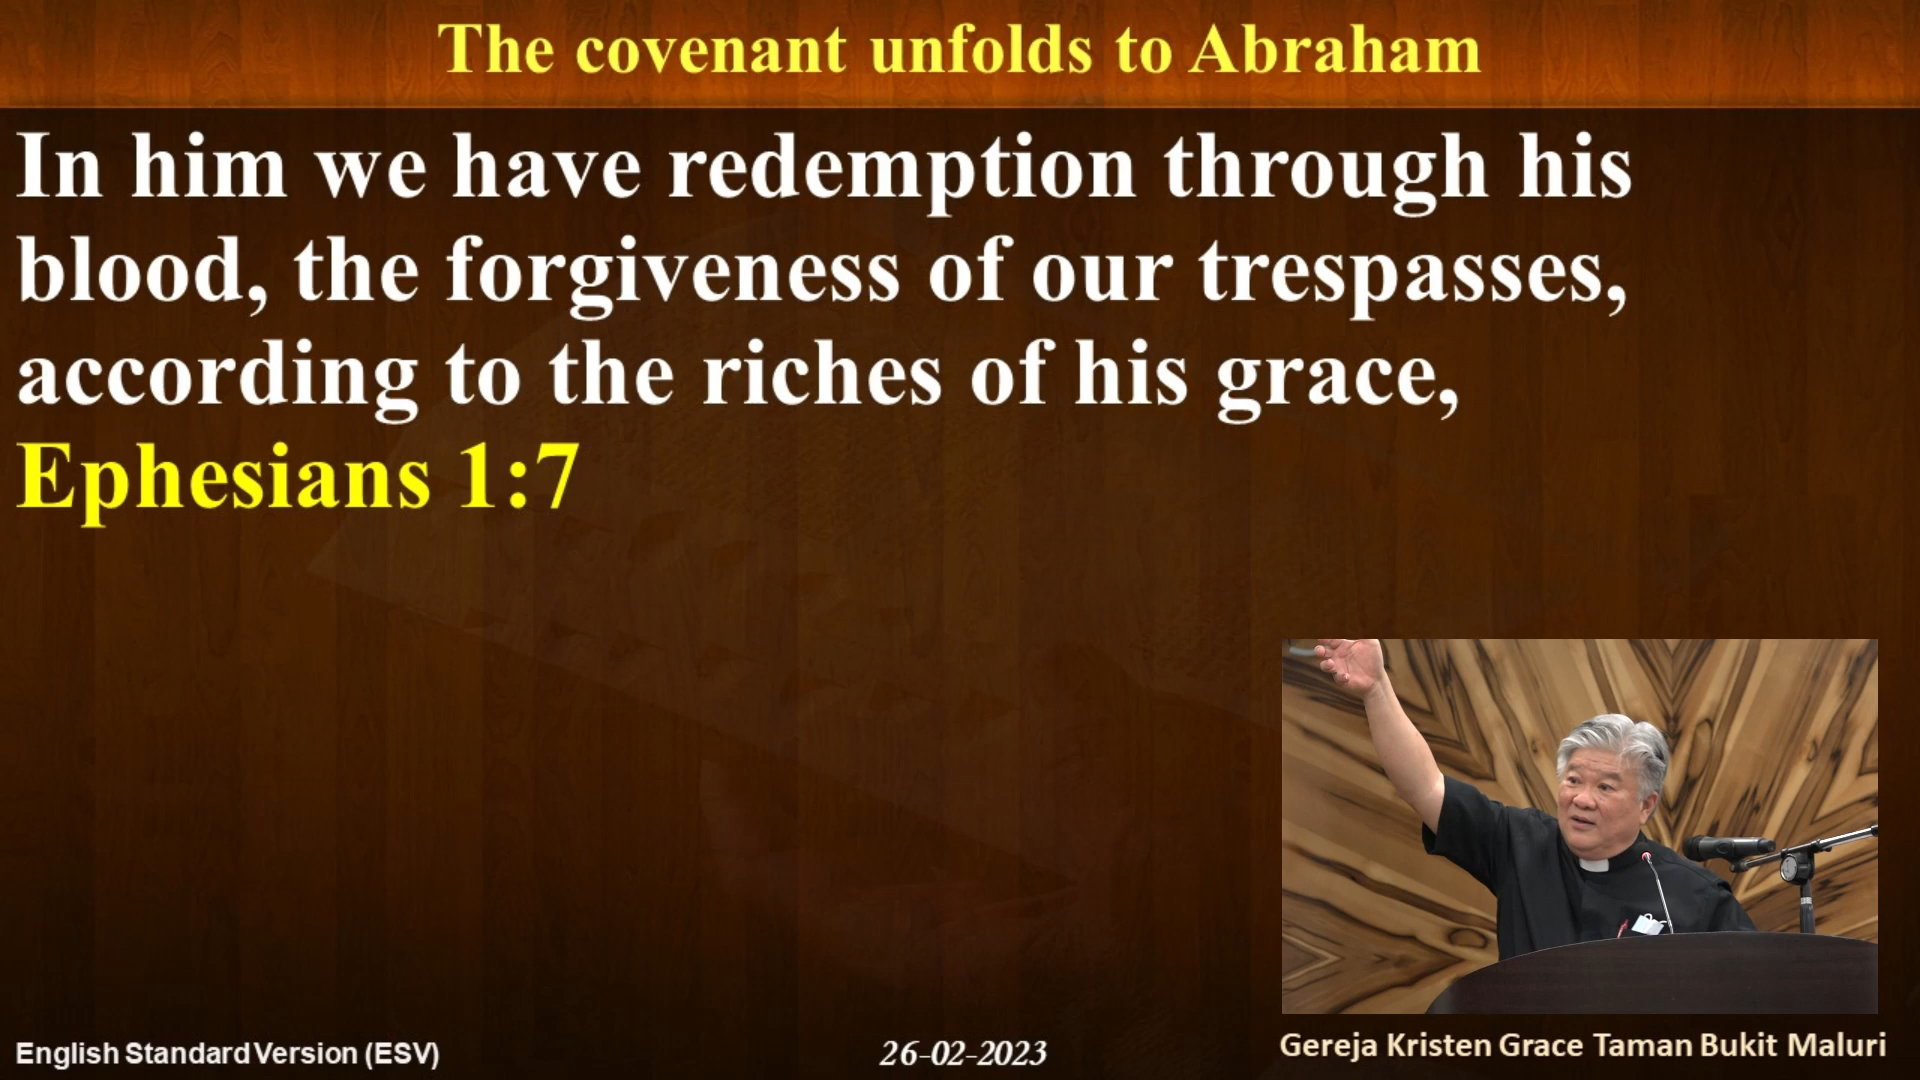 The covenant unfolds to Abraham
In him we have redemption through his
blood, the forgiveness of our trespasses,
according to the riches of his grace,
Ephesians 1:7
English Standard Version (ESV)
26-02-2023
Gereja Kristen Grace Taman Bukit Maluri